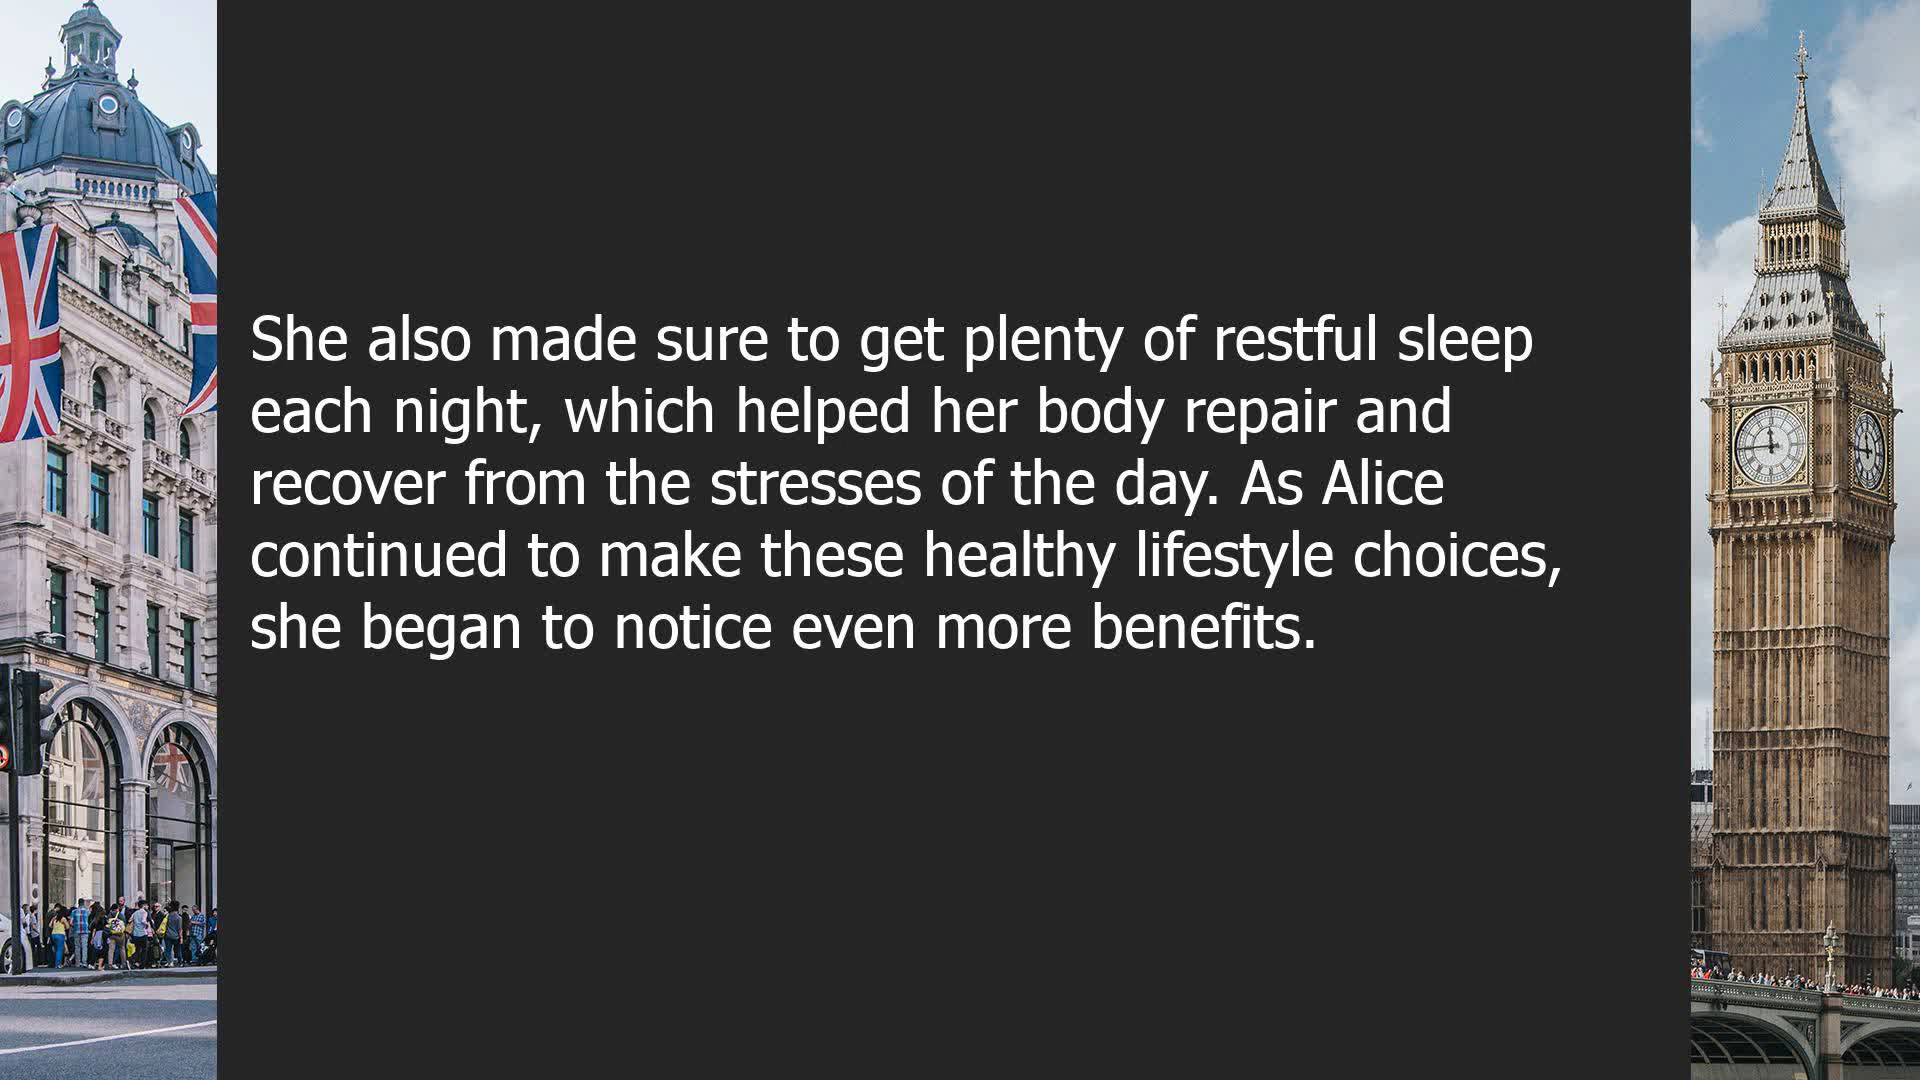 She also made sure to get plenty of restful sleep
each night, which helped her body repair and
recover from the stresses of the day. As Alice
continued to make these healthy lifestyle choices,
she began to notice even more benefits.